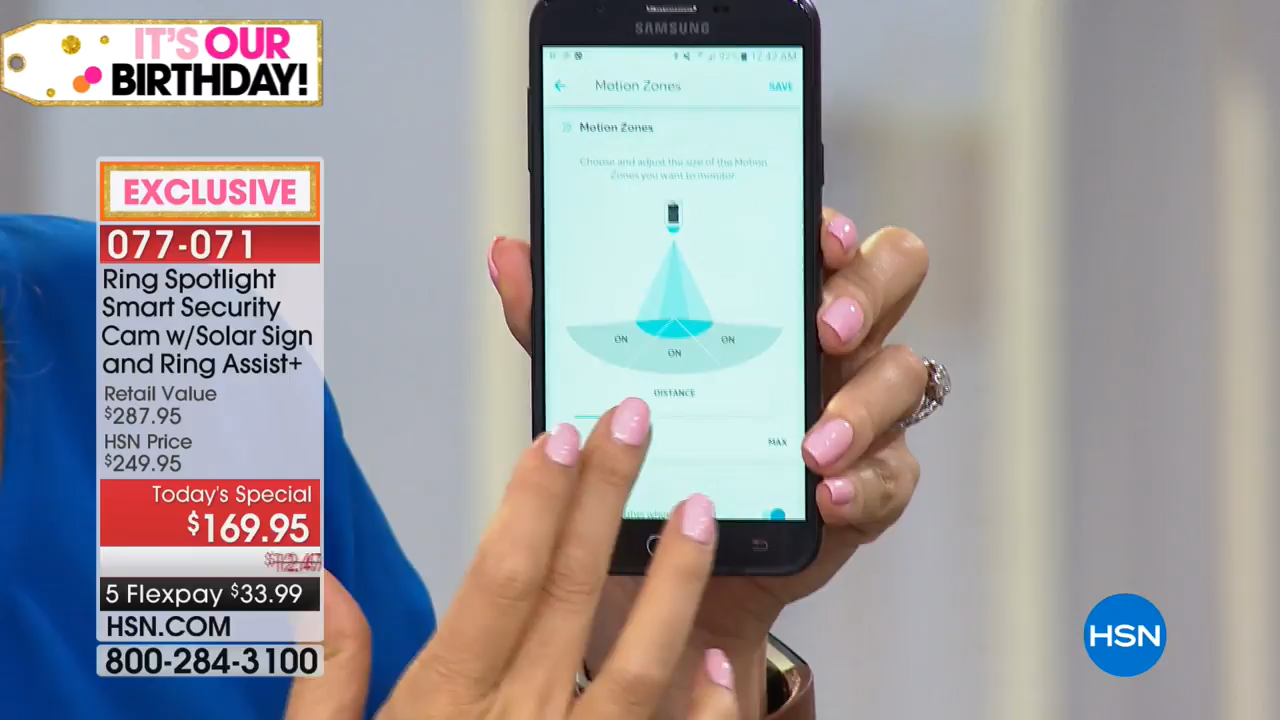 IT'S OUR
BIRTHDAY!
EXCLUSIVE
077-071
Ring Spotlight
Smart Security
Cam w/Solar Sign
and Ring Assist+
Retail Value
$287.95
HSN Price
$249.95
Today's Special
$169.95
5 Flexpay $33.99
HSN.COM
800-284-3100
SAMSUNG
12:42 AM
Motion Zones
SAVE
Motion Zones
Choose and adjust the size of the Motion
Zones you want to monitor
ON
ON
ON
DISTANCE
MAX
HSN